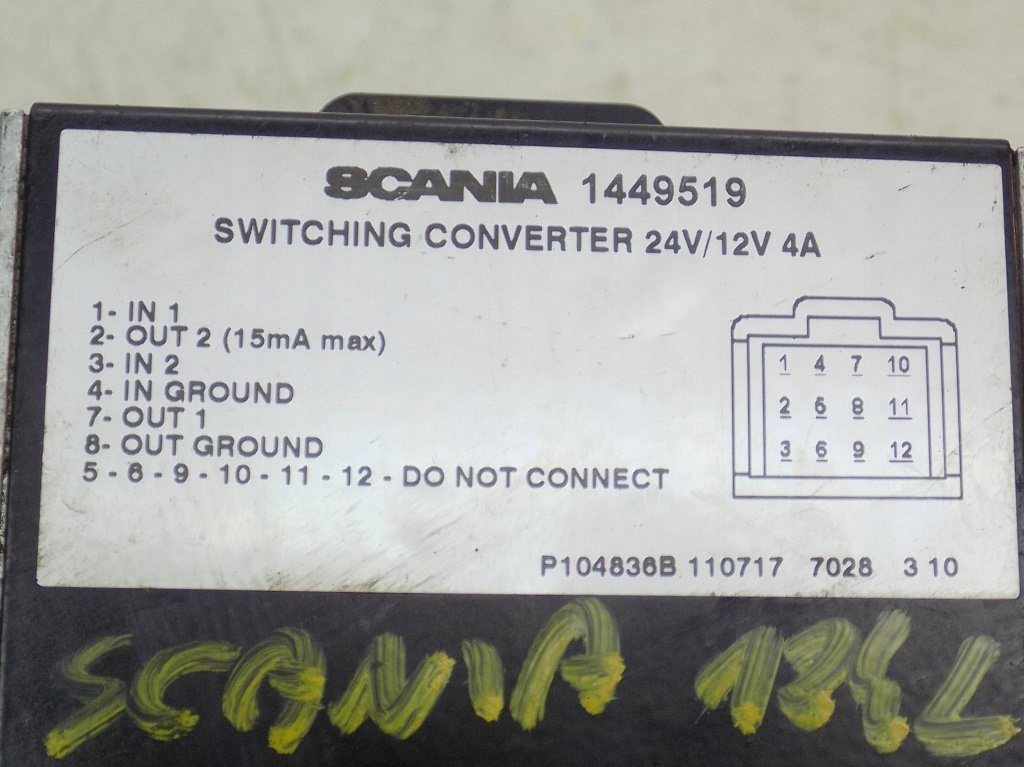 SCANIA 1449519
SWITCHING CONVERTER 24V/12V 4A
1- IN 1
2- OUT 2 (15mA max)
3- IN 2
4- IN GROUND
7- OUT 1
8- OUT GROUND
5 - 6 - 9 - 10 - 11 - 12 - DO NOT CONNECT
1 4 7 10
2 5 8 11
3 6 9 12
P104836B 110717 7028 3 10
SCANIA